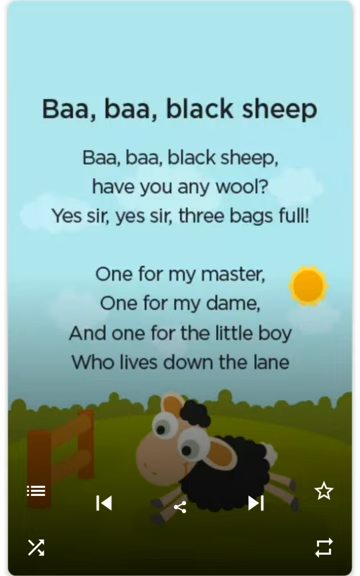 Baa, baa, black sheep
Baa, baa, black sheep,
have you any wool?
Yes sir, yes sir, three bags full!
One for my master,
One for my dame,
And one for the little boy
Who lives down the lane